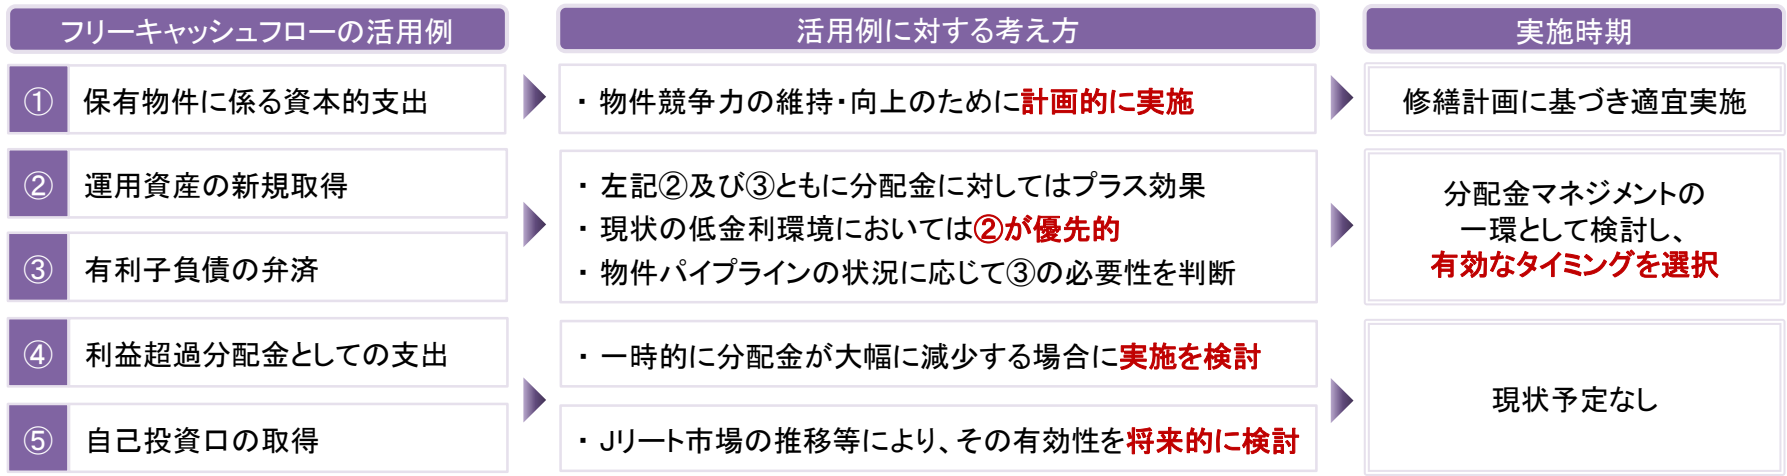 フリーキャッシュフローの活用例
活用例に対する考え方
実施時期
① 保有物件に係る資本的支出
・ 物件競争力の維持・向上のために計画的に実施
修繕計画に基づき適宜実施
② 運用資産の新規取得
③ 有利子負債の弁済
・ 左記②及び③ともに分配金に対してはプラス効果
・ 現状の低金利環境においては②が優先的
・ 物件パイプラインの状況に応じて③の必要性を判断
分配金マネジメントの
一環として検討し、
有効なタイミングを選択
④ 利益超過分配金としての支出
・ 一時的に分配金が大幅に減少する場合に実施を検討
⑤ 自己投資口の取得
・ Jリート市場の推移等により、その有効性を将来的に検討
現状予定なし